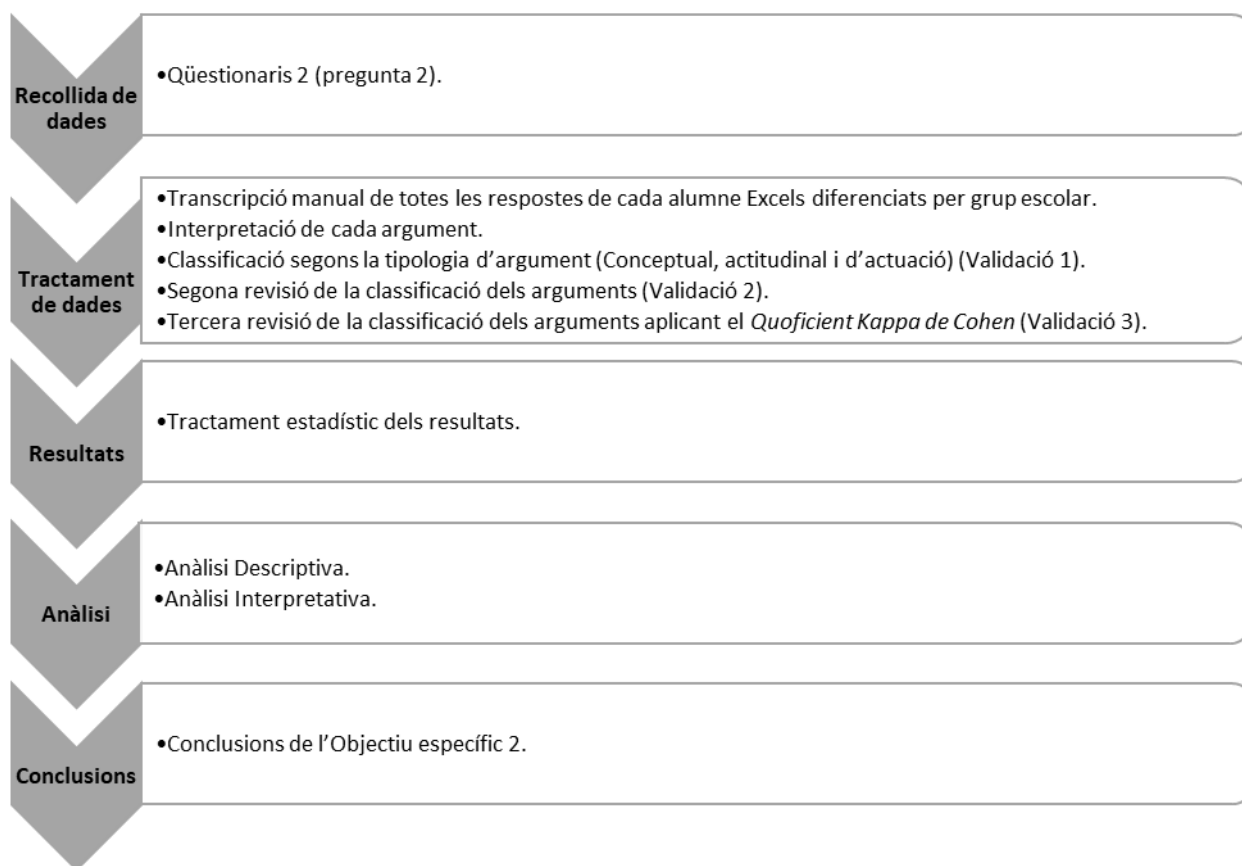 Recollida de
dades
•Qüestionaris 2 (pregunta 2).
Tractament
de dades
•Transcripció manual de totes les respostes de cada alumne Excels diferenciats per grup escolar.
•Interpretació de cada argument.
•Classificació segons la tipologia d’argument (Conceptual, actitudinal i d’actuació) (Validació 1).
•Segona revisió de la classificació dels arguments (Validació 2).
•Tercera revisió de la classificació dels arguments aplicant el Quoficient Kappa de Cohen (Validació 3).
Resultats
•Tractament estadístic dels resultats.
Anàlisi
•Anàlisi Descriptiva.
•Anàlisi Interpretativa.
Conclusions
•Conclusions de l’Objectiu específic 2.